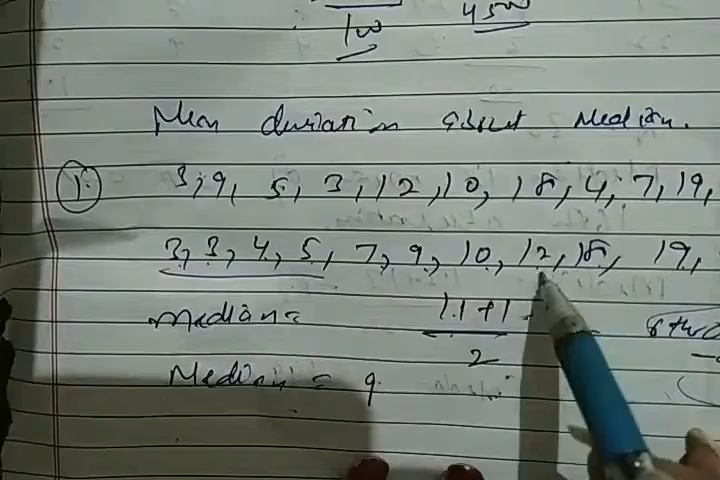 100
4500
Mean deviation about Median.
1. 3, 9, 5, 3, 12, 10, 18, 4, 7, 19,
3, 3, 4, 5, 7, 9, 10, 12, 18, 19,
Median = 11+1
2
Median = 9.